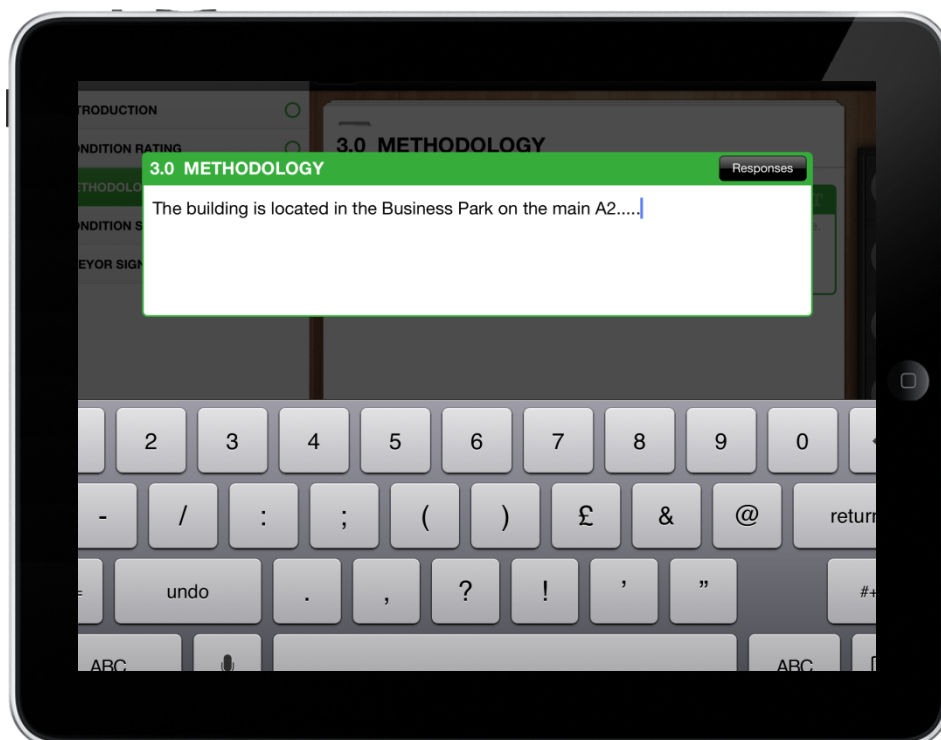 TRODUCTION
NDITION RATING
3.0 METHODOLOGY
3.0 METHODOLOGY
Responses
THODOLO
The building is located in the Business Park on the main A2.....
NDITION S
EYOR SIGN
2 3 4 5 6 7 8 9 0
- / : ; ( ) £ & @ return
undo . , ? ! ’ ” #+
ABC ABC